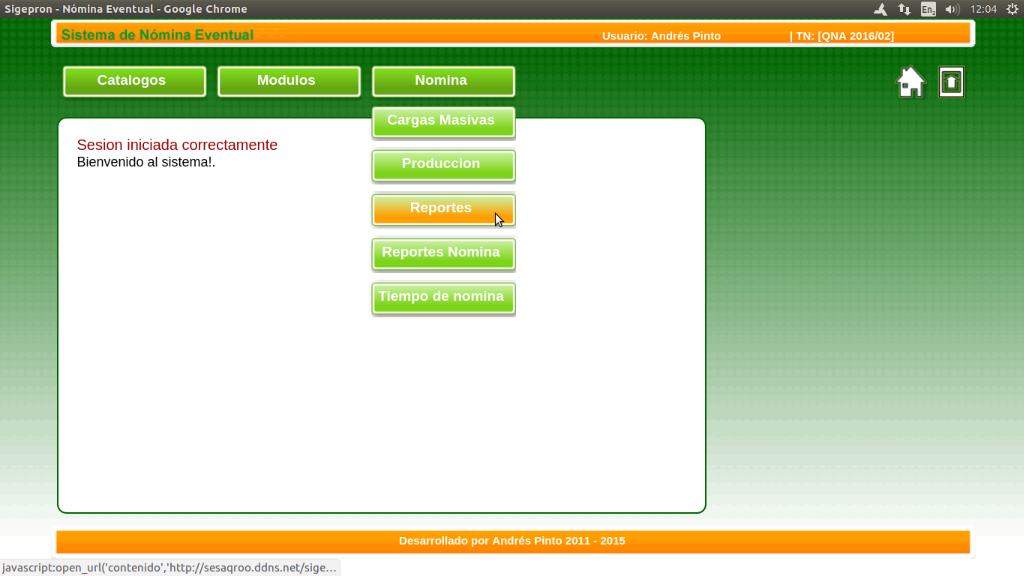 Sigepron - Nómina Eventual - Google Chrome
En
12:04
Sistema de Nómina Eventual
Usuario: Andrés Pinto
| TN: [QNA 2016/02]
Catalogos
Modulos
Nomina
Cargas Masivas
Sesion iniciada correctamente
Bienvenido al sistema!.
Produccion
Reportes
Reportes Nomina
Tiempo de nomina
Desarrollado por Andrés Pinto 2011 - 2015
javascript:open_url('contenido','http://sesaqroo.ddns.net/sige…